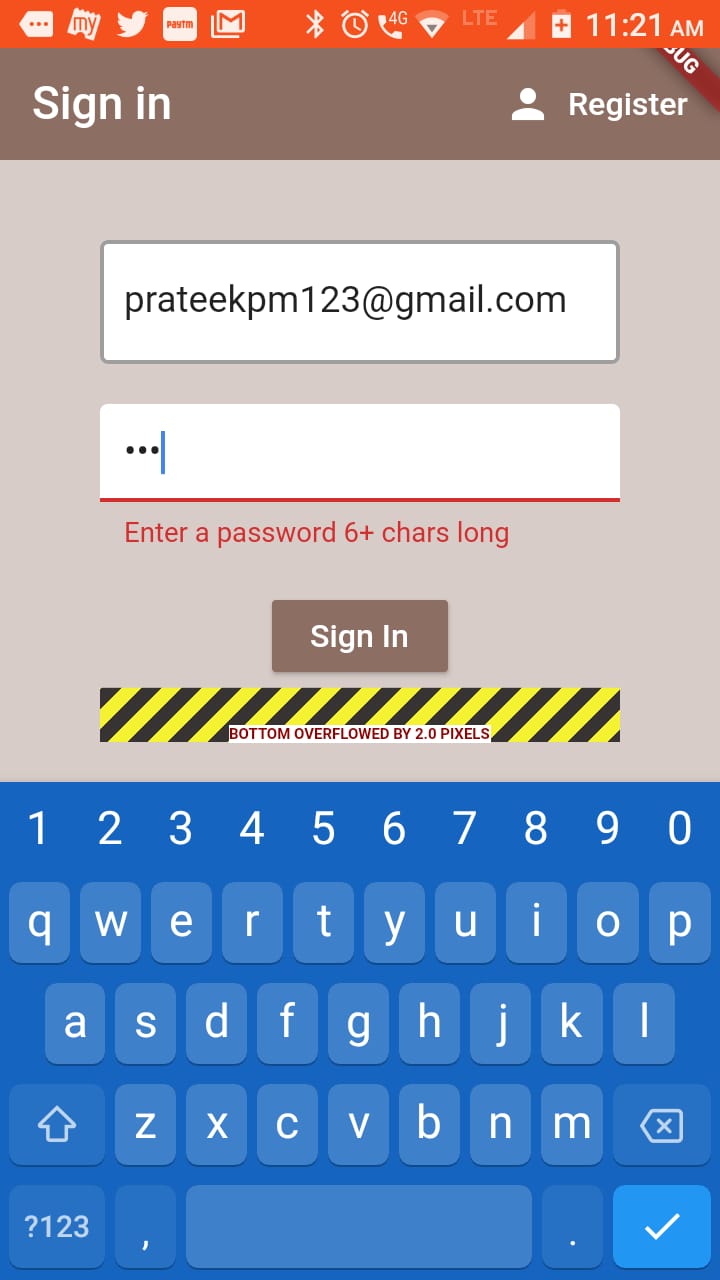 my Paytm M 4G LTE 11:21 AM
Sign in Register
prateekpm123@gmail.com
•••
Enter a password 6+ chars long
Sign In
BOTTOM OVERFLOWED BY 2.0 PIXELS
1 2 3 4 5 6 7 8 9 0
q w e r t y u i o p
a s d f g h j k l
z x c v b n m
?123 , .